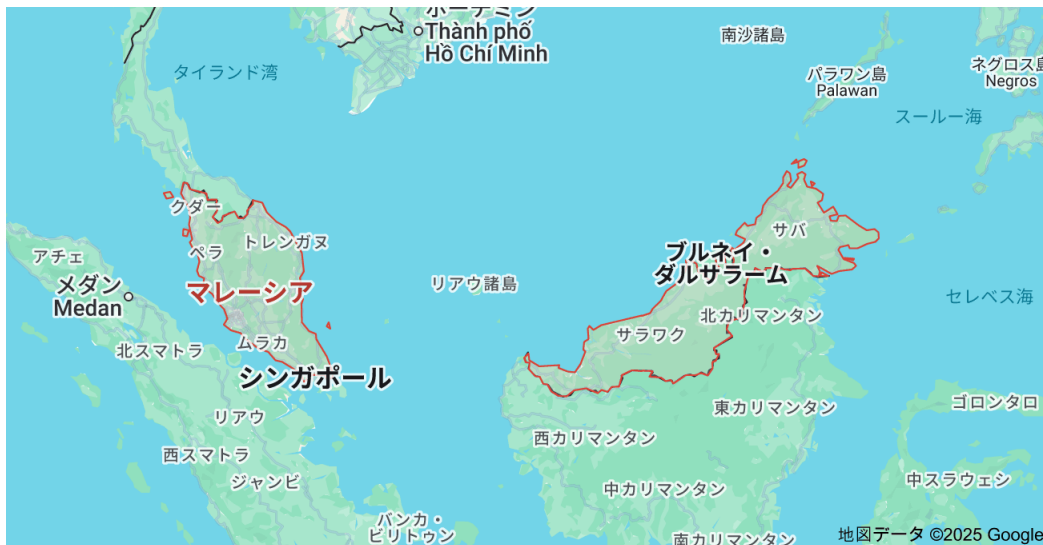 ホーチミン
Thành phố
Hồ Chí Minh
南沙諸島
タイランド湾
パラワン島
Palawan
ネグロス島
Negros
スールー海
クダー
サバ
トレンガヌ
ペラ
ブルネイ・
ダルサラーム
アチェ
メダン
Medan
マレーシア
リアウ諸島
セレベス海
北カリマンタン
サラワク
ムラカ
北スマトラ
シンガポール
ゴロンタロ
東カリマンタン
リアウ
西カリマンタン
西スマトラ
ジャンビ
中カリマンタン
中スラウェシ
バンカ・
ビリトゥン
南カリマンタン
地図データ ©2025 Google